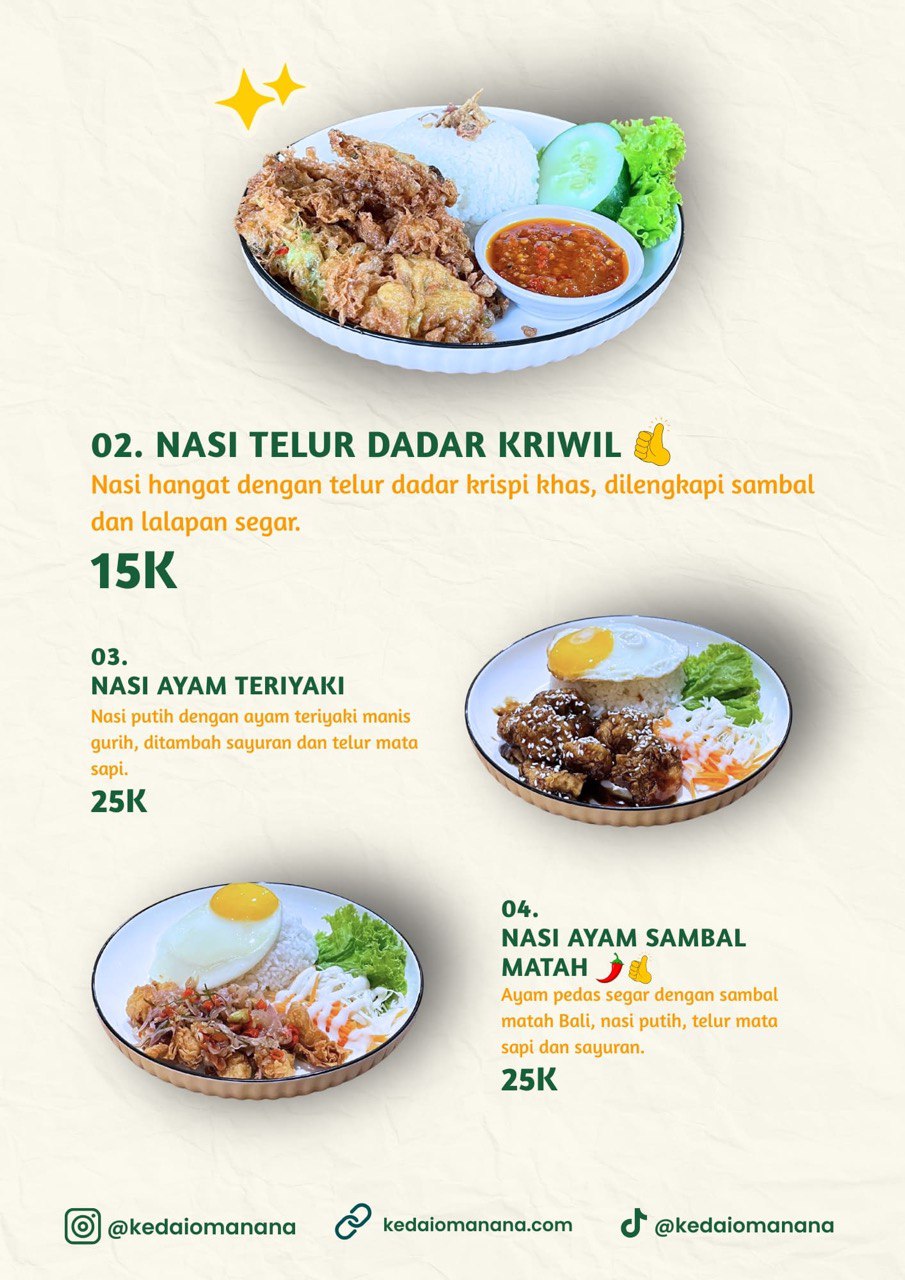 02. NASI TELUR DADAR KRIWIL 👍
Nasi hangat dengan telur dadar krispi khas, dilengkapi sambal
dan lalapan segar.
15K
03.
NASI AYAM TERIYAKI
Nasi putih dengan ayam teriyaki manis
gurih, ditambah sayuran dan telur mata
sapi.
25K
04.
NASI AYAM SAMBAL
MATAH 🌶️👍
Ayam pedas segar dengan sambal
matah Bali, nasi putih, telur mata
sapi dan sayuran.
25K
@kedaiomanana
kedaiomanana.com
@kedaiomanana